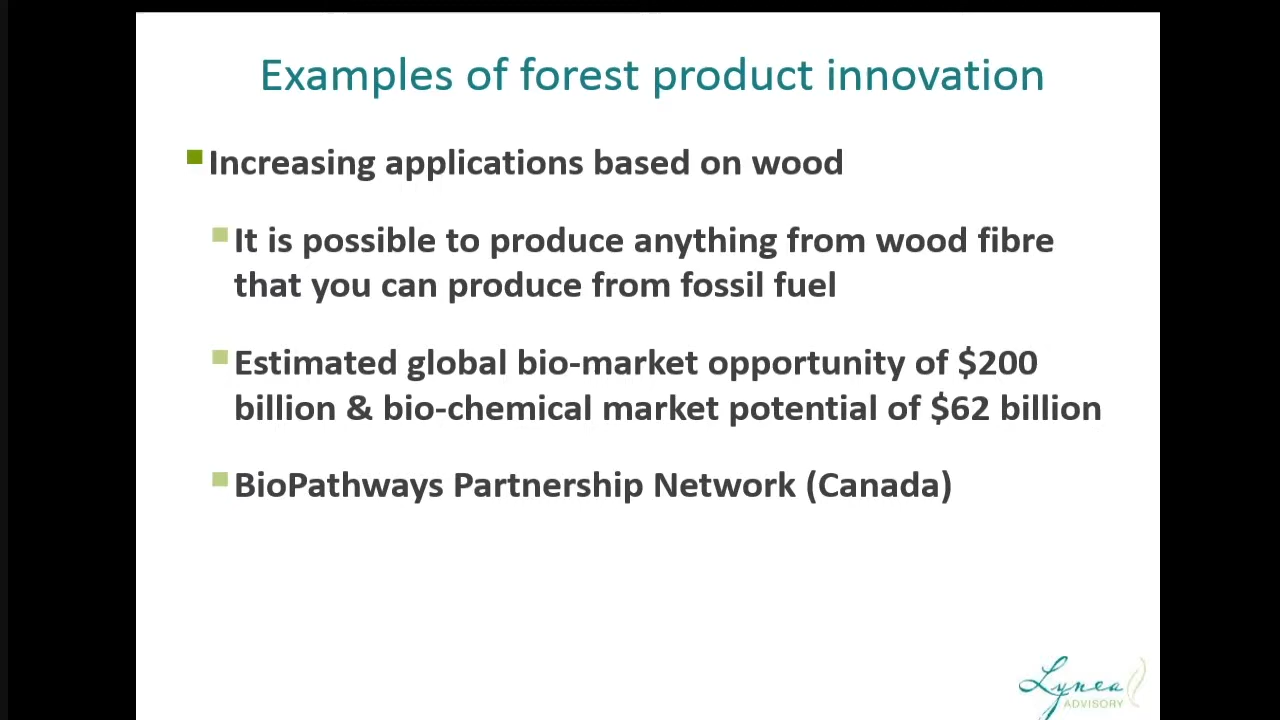 Examples of forest product innovation
Increasing applications based on wood
It is possible to produce anything from wood fibre
that you can produce from fossil fuel
Estimated global bio-market opportunity of $200
billion & bio-chemical market potential of $62 billion
BioPathways Partnership Network (Canada)
Lynea
ADVISORY